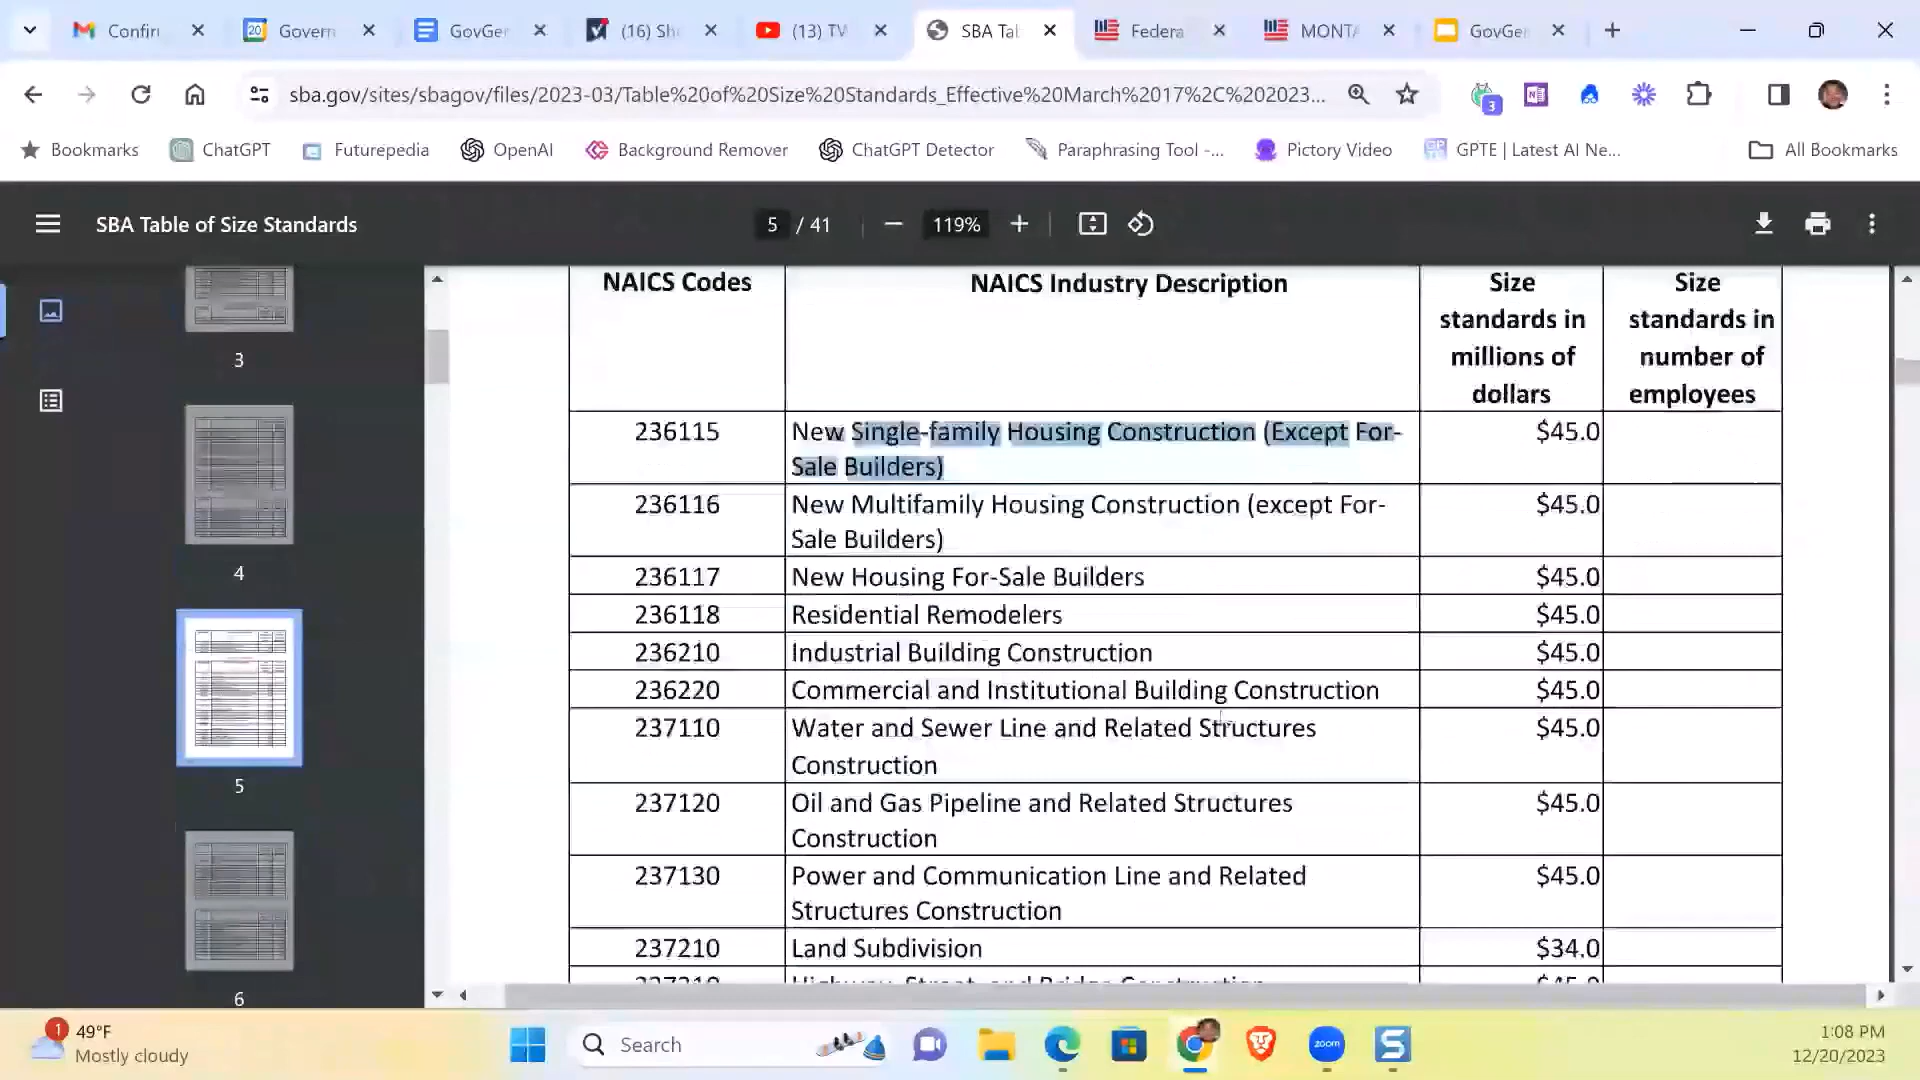 Confir
Govern
GovGer
(16) Sh
(13) TV
SBA Tab
Federa
MONTA
GovGe
sba.gov/sites/sbagov/files/2023-03/Table%20of%20Size%20Standards_Effective%20March%2017%2C%202023...
3
Bookmarks
ChatGPT
Futurepedia
OpenAI
Background Remover
ChatGPT Detector
Paraphrasing Tool -...
Pictory Video
GPTE | Latest AI Ne...
All Bookmarks
SBA Table of Size Standards
5 / 41
119%
3
4
5
6
NAICS Codes
NAICS Industry Description
Size
standards in
millions of
dollars
Size
standards in
number of
employees
236115 New Single-family Housing Construction (Except For- $45.0
Sale Builders)
236116 New Multifamily Housing Construction (except For- $45.0
Sale Builders)
236117 New Housing For-Sale Builders $45.0
236118 Residential Remodelers $45.0
236210 Industrial Building Construction $45.0
236220 Commercial and Institutional Building Construction $45.0
237110 Water and Sewer Line and Related Structures $45.0
Construction
237120 Oil and Gas Pipeline and Related Structures $45.0
Construction
237130 Power and Communication Line and Related $45.0
Structures Construction
237210 Land Subdivision $34.0
1
49°F
Mostly cloudy
Search
zoom
1:08 PM
12/20/2023